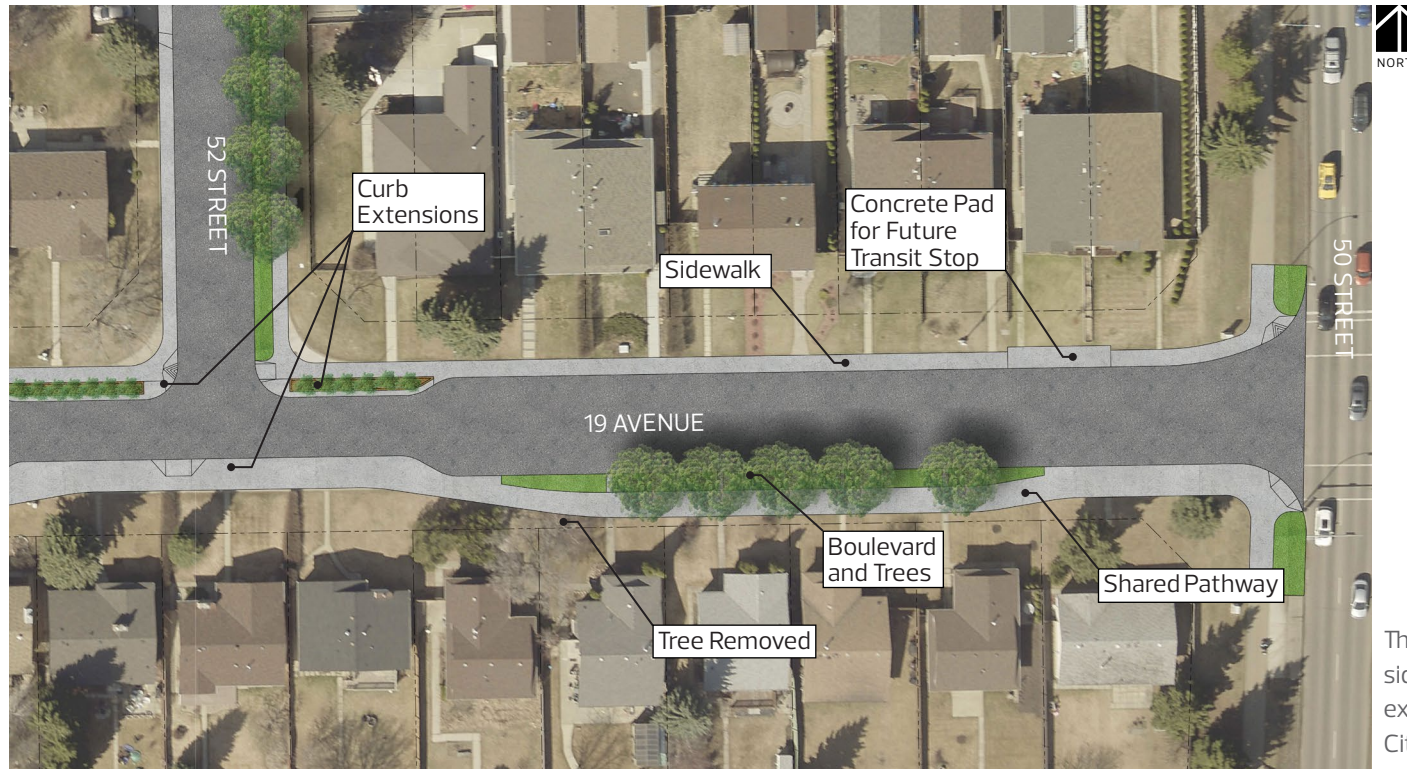 52 STREET
Curb
Extensions
Sidewalk
Concrete Pad
for Future
Transit Stop
50 STREET
19 AVENUE
Boulevard
and Trees
Shared Pathway
Tree Removed